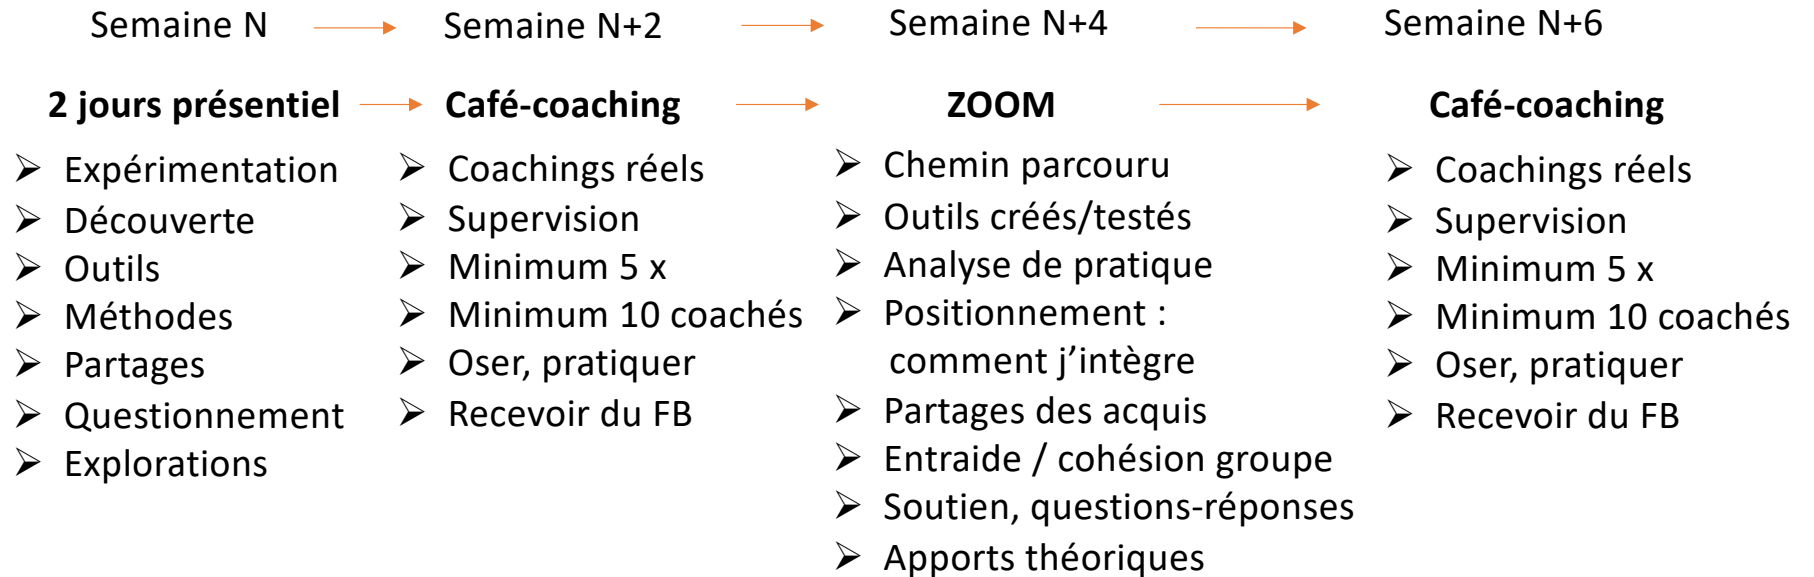 Semaine N
Semaine N+2
Semaine N+4
Semaine N+6
2 jours présentiel
Café-coaching
ZOOM
Café-coaching
Expérimentation
Découverte
Outils
Méthodes
Partages
Questionnement
Explorations
Coachings réels
Supervision
Minimum 5 x
Minimum 10 coachés
Oser, pratiquer
Recevoir du FB
Chemin parcouru
Outils créés/testés
Analyse de pratique
Positionnement :
comment j’intègre
Partages des acquis
Entraide / cohésion groupe
Soutien, questions-réponses
Apports théoriques
Coachings réels
Supervision
Minimum 5 x
Minimum 10 coachés
Oser, pratiquer
Recevoir du FB